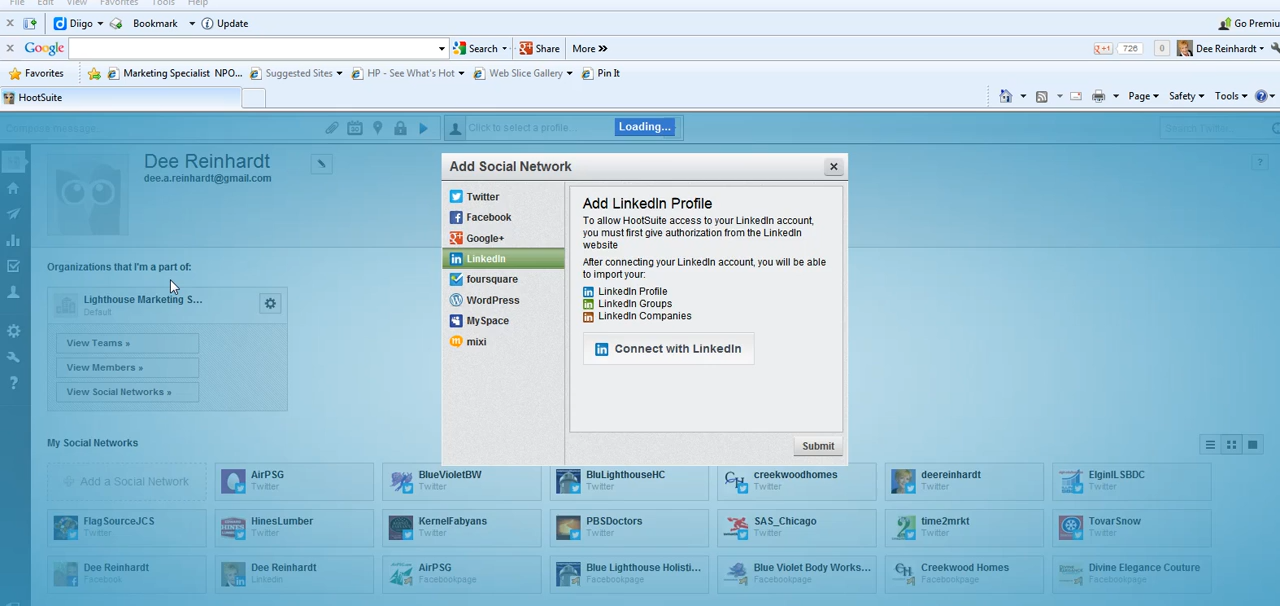 File Edit View Favorites Tools Help
Diigo Bookmark Update Go Premiu
Google Search Share More » +1 726 0 Dee Reinhardt
Favorites Marketing Specialist NPO... Suggested Sites HP - See What's Hot Web Slice Gallery Pin It
HootSuite Page Safety Tools
Compose message... Click to select a profile... Loading... Search Twitter
Dee Reinhardt
dee.a.reinhardt@gmail.com
Organizations that I'm a part of:
Lighthouse Marketing S...
Default
View Teams »
View Members »
View Social Networks »
Add Social Network
Twitter
Facebook
Google+
LinkedIn
foursquare
WordPress
MySpace
mixi
Add LinkedIn Profile
To allow HootSuite access to your LinkedIn account,
you must first give authorization from the LinkedIn
website
After connecting your LinkedIn account, you will be able
to import your:
LinkedIn Profile
LinkedIn Groups
LinkedIn Companies
Connect with LinkedIn
Submit
My Social Networks
Add a Social Network
AirPSG
Twitter
BlueVioletBW
Twitter
BluLighthouseHC
Twitter
creekwoodhomes
Twitter
deereinhardt
Twitter
ElginILSBDC
Twitter
FlagSourceJCS
Twitter
HinesLumber
Twitter
KernelFabyans
Twitter
PBSDoctors
Twitter
SAS_Chicago
Twitter
time2mrkt
Twitter
TovarSnow
Twitter
Dee Reinhardt
Facebook
Dee Reinhardt
Linkedin
AirPSG
Facebookpage
Blue Lighthouse Holisti...
Facebookpage
Blue Violet Body Works...
Facebookpage
Creekwood Homes
Facebookpage
Divine Elegance Couture
Facebookpage